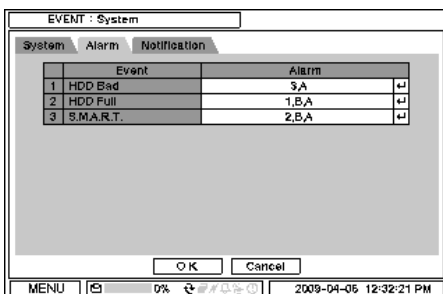 EVENT : System
System Alarm Notification
Event Alarm
1 HDD Bad 3,A
2 HDD Full 1,B,A
3 S.M.A.R.T. 2,B,A
OK Cancel
MENU 0% 2009-04-06 12:32:21 PM